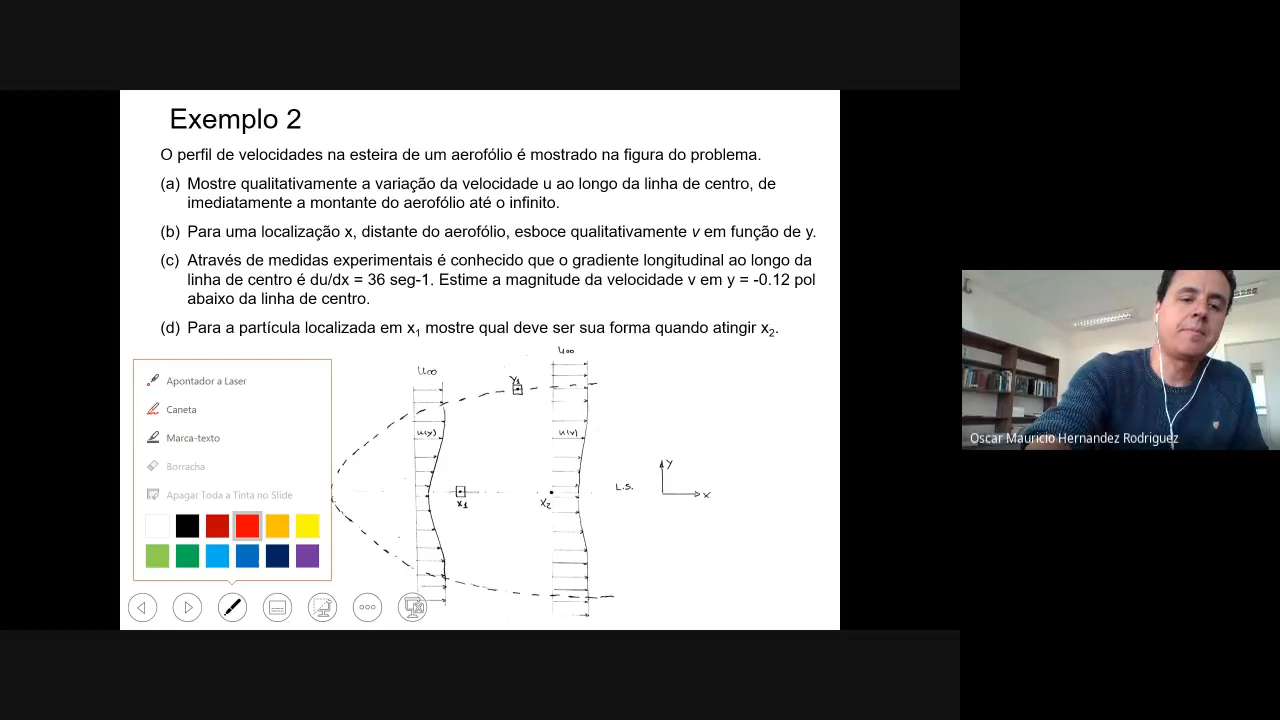 Exemplo 2
O perfil de velocidades na esteira de um aerofólio é mostrado na figura do problema.
(a) Mostre qualitativamente a variação da velocidade u ao longo da linha de centro, de
imediatamente a montante do aerofólio até o infinito.
(b) Para uma localização x, distante do aerofólio, esboce qualitativamente v em função de y.
(c) Através de medidas experimentais é conhecido que o gradiente longitudinal ao longo da
linha de centro é du/dx = 36 seg-1. Estime a magnitude da velocidade v em y = -0.12 pol
abaixo da linha de centro.
(d) Para a partícula localizada em x1 mostre qual deve ser sua forma quando atingir x2.
Apontador a Laser
Caneta
Marca-texto
Borracha
Apagar Toda a Tinta no Slide
U∞
U∞
Y1
u(y)
u(y)
x1
x2
L.S.
y
x
Oscar Mauricio Hernandez Rodriguez